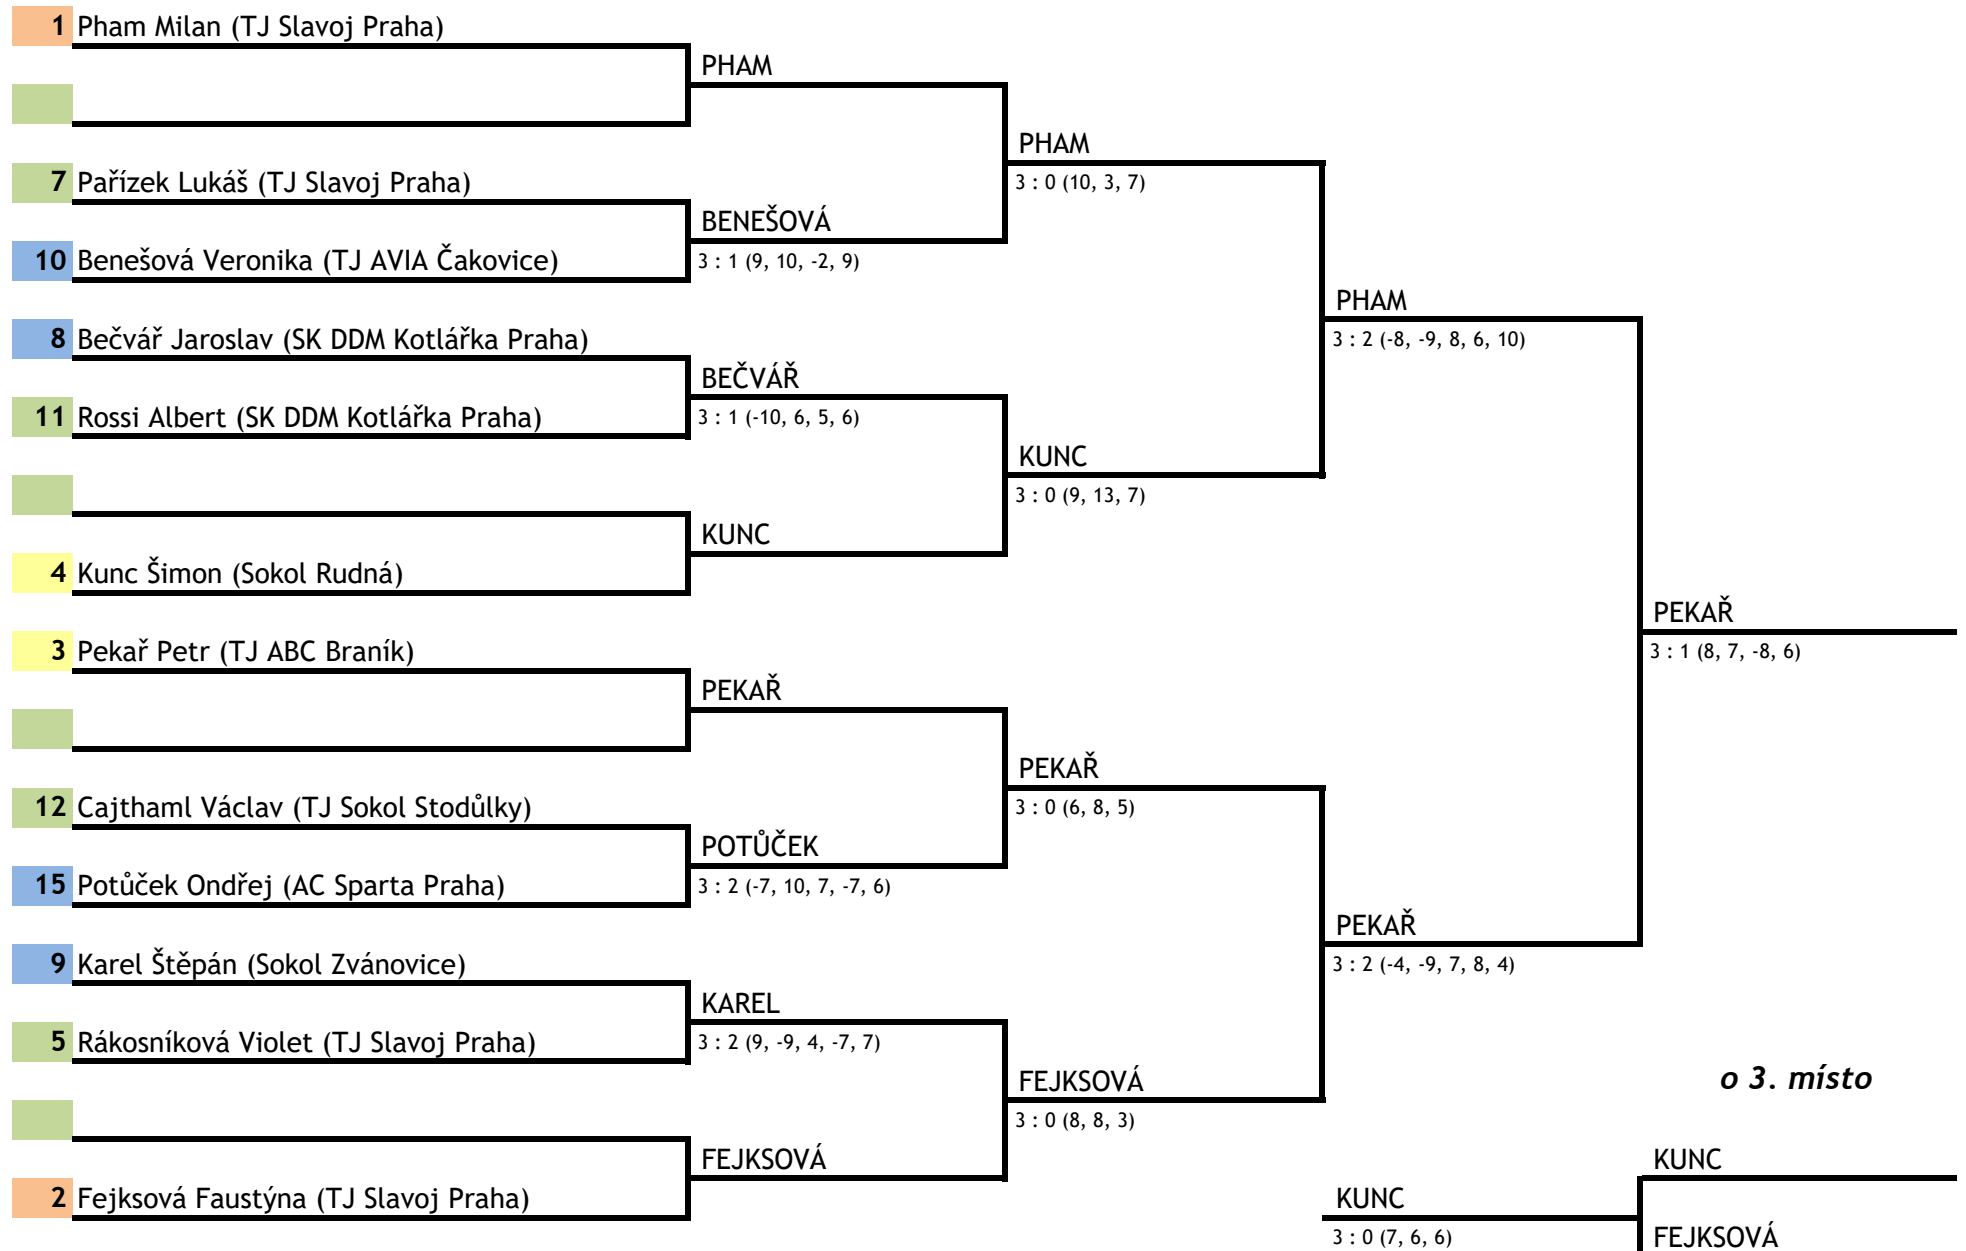 1 Pham Milan (TJ Slavoj Praha)
PHAM
PHAM
7 Pařízek Lukáš (TJ Slavoj Praha)
3 : 0 (10, 3, 7)
BENEŠOVÁ
10 Benešová Veronika (TJ AVIA Čakovice)
3 : 1 (9, 10, -2, 9)
PHAM
8 Bečvář Jaroslav (SK DDM Kotlářka Praha)
3 : 2 (-8, -9, 8, 6, 10)
BEČVÁŘ
11 Rossi Albert (SK DDM Kotlářka Praha)
3 : 1 (-10, 6, 5, 6)
KUNC
3 : 0 (9, 13, 7)
KUNC
4 Kunc Šimon (Sokol Rudná)
PEKAŘ
3 Pekař Petr (TJ ABC Braník)
3 : 1 (8, 7, -8, 6)
PEKAŘ
PEKAŘ
12 Cajthaml Václav (TJ Sokol Stodůlky)
3 : 0 (6, 8, 5)
POTŮČEK
15 Potůček Ondřej (AC Sparta Praha)
3 : 2 (-7, 10, 7, -7, 6)
PEKAŘ
9 Karel Štěpán (Sokol Zvánovice)
3 : 2 (-4, -9, 7, 8, 4)
KAREL
5 Rákosníková Violet (TJ Slavoj Praha)
3 : 2 (9, -9, 4, -7, 7)
FEJKSOVÁ
o 3. místo
3 : 0 (8, 8, 3)
FEJKSOVÁ
KUNC
2 Fejksová Faustýna (TJ Slavoj Praha)
KUNC
3 : 0 (7, 6, 6)
FEJKSOVÁ